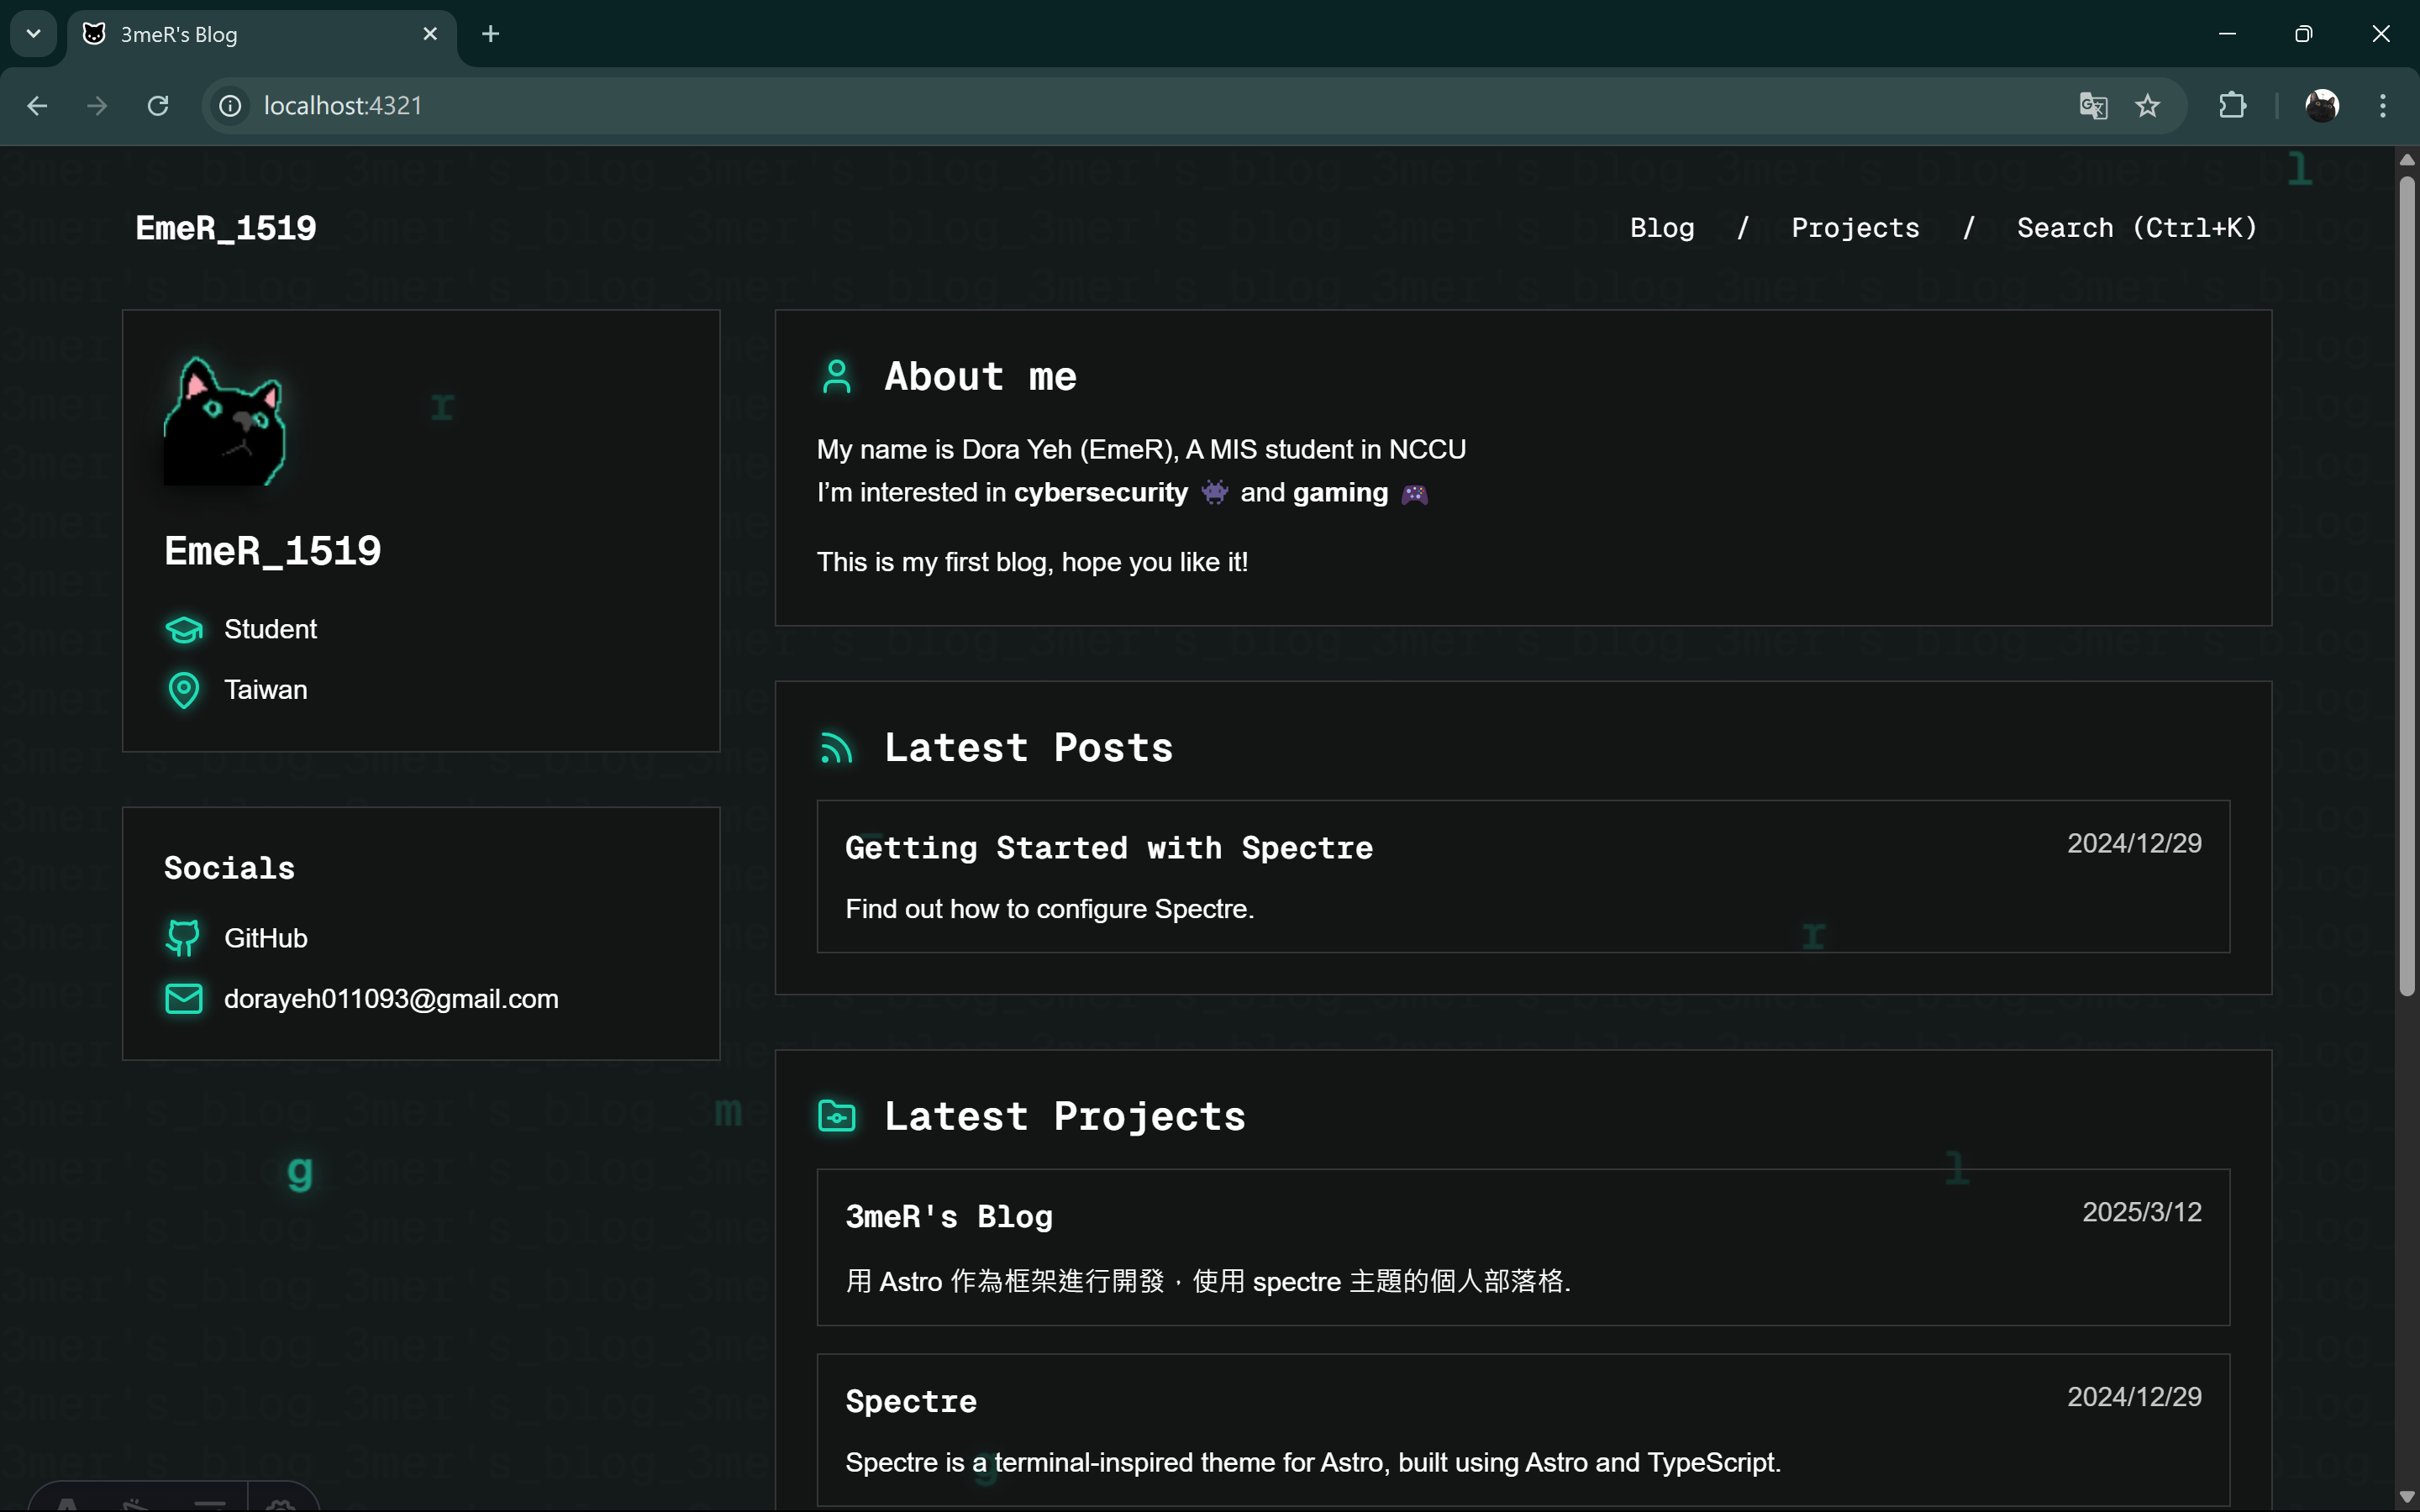 3meR's Blog
localhost:4321
EmeR_1519
Blog / Projects / Search (Ctrl+K)
EmeR_1519
Student
Taiwan
Socials
GitHub
dorayeh011093@gmail.com
About me
My name is Dora Yeh (EmeR), A MIS student in NCCU
I'm interested in cybersecurity 👾 and gaming 🎮
This is my first blog, hope you like it!
Latest Posts
Getting Started with Spectre
2024/12/29
Find out how to configure Spectre.
Latest Projects
3meR's Blog
2025/3/12
用 Astro 作為框架進行開發，使用 spectre 主題的個人部落格.
Spectre
2024/12/29
Spectre is a terminal-inspired theme for Astro, built using Astro and TypeScript.